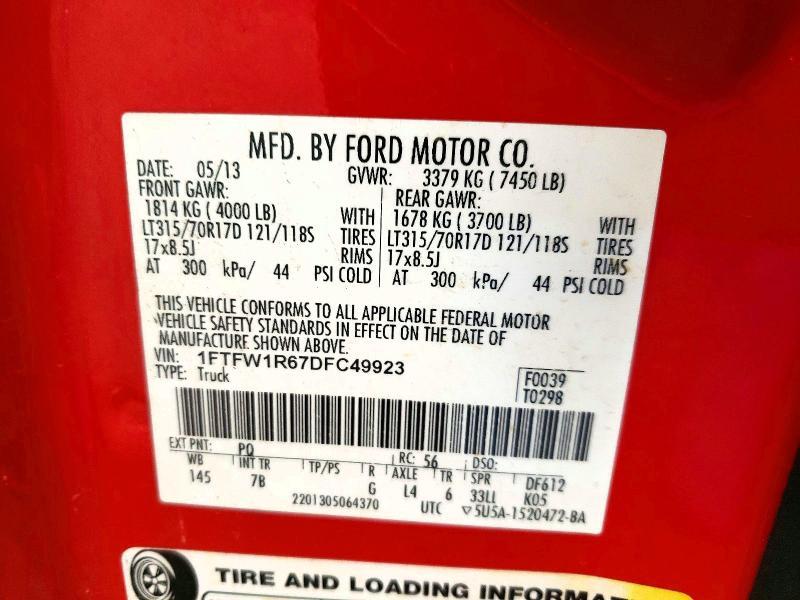 MFD. BY FORD MOTOR CO.
DATE: 05/13 GVWR: 3379 KG ( 7450 LB)
FRONT GAWR: REAR GAWR:
1814 KG ( 4000 LB) WITH 1678 KG ( 3700 LB) WITH
LT315/70R17D 121/118S TIRES LT315/70R17D 121/118S TIRES
17x8.5J RIMS 17x8.5J RIMS
AT 300 kPa/ 44 PSI COLD AT 300 kPa/ 44 PSI COLD
THIS VEHICLE CONFORMS TO ALL APPLICABLE FEDERAL MOTOR
VEHICLE SAFETY STANDARDS IN EFFECT ON THE DATE OF
MANUFACTURE SHOWN ABOVE.
VIN: 1FTFW1R67DFC49923
TYPE: Truck F0039
T0298
EXT PNT: PQ RC: 56 DSO:
WB INT TR TP/PS R AXLE TR SPR DF612
145 7B G L4 6 33LL K05
2201305064370 UTC ▽5U5A-1520472-BA
TIRE AND LOADING INFORMAT